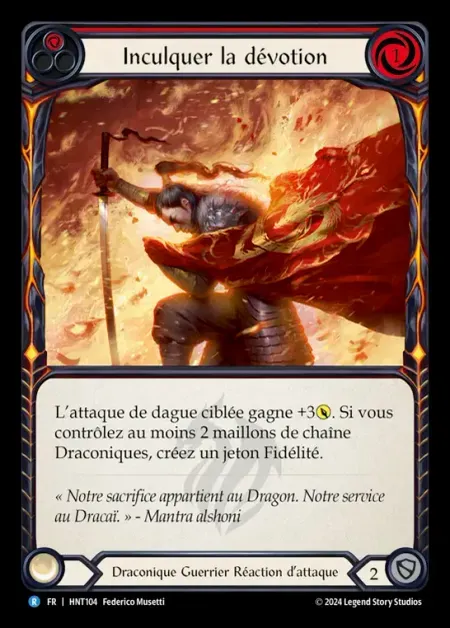 Inculquer la dévotion
1
L'attaque de dague ciblée gagne +3. Si vous
contrôlez au moins 2 maillons de chaîne
Draconiques, créez un jeton Fidélité.
« Notre sacrifice appartient au Dragon. Notre service
au Dracaï. » - Mantra alshoni
Draconique Guerrier Réaction d'attaque
2
R FR | HNT104 Federico Musetti
© 2024 Legend Story Studios